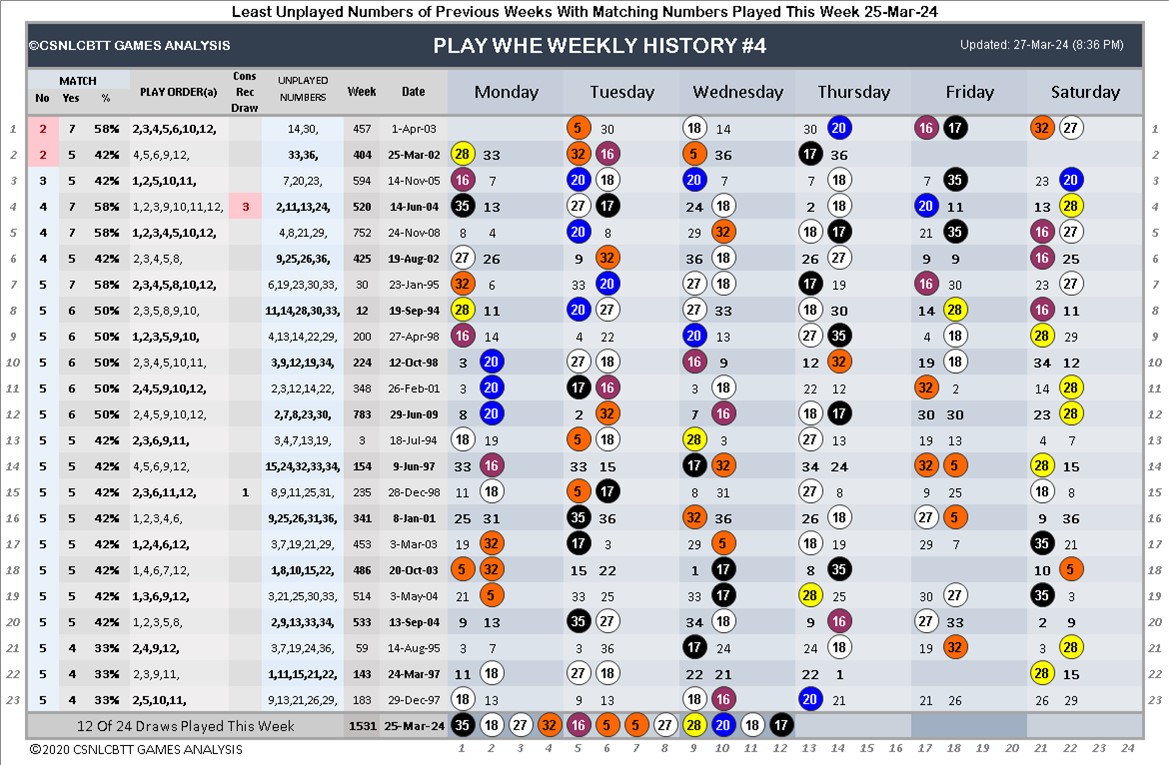 Least Unplayed Numbers of Previous Weeks With Matching Numbers Played This Week 25-Mar-24
©CSNLCBTT GAMES ANALYSIS PLAY WHE WEEKLY HISTORY #4 Updated: 27-Mar-24 (8:36 PM)
MATCH No Yes % PLAY ORDER(a) Cons Rec Draw UNPLAYED NUMBERS Week Date Monday Tuesday Wednesday Thursday Friday Saturday
1 2 7 58% 2,3,4,5,6,10,12, 14,30, 457 1-Apr-03 5 30 18 14 30 20 16 17 32 27 1
2 2 5 42% 4,5,6,9,12, 33,36, 404 25-Mar-02 28 33 32 16 5 36 17 36 2
3 3 5 42% 1,2,5,10,11, 7,20,23, 594 14-Nov-05 16 7 20 18 20 7 7 18 7 35 23 20 3
4 4 7 58% 1,2,3,9,10,11,12, 3 2,11,13,24, 520 14-Jun-04 35 13 27 17 24 18 2 18 20 11 13 28 4
5 4 7 58% 1,2,3,4,5,10,12, 4,8,21,29, 752 24-Nov-08 8 4 20 8 29 32 18 17 21 35 16 27 5
6 4 5 42% 2,3,4,5,8, 9,25,26,36, 425 19-Aug-02 27 26 9 32 36 18 26 27 9 9 16 25 6
7 5 7 58% 2,3,4,5,8,10,12, 6,19,23,30,33, 30 23-Jan-95 32 6 33 20 27 18 17 19 16 30 23 27 7
8 5 6 50% 2,3,5,8,9,10, 11,14,28,30,33, 12 19-Sep-94 28 11 20 27 27 33 18 30 14 28 16 11 8
9 5 6 50% 1,2,3,5,9,10, 4,13,14,22,29, 200 27-Apr-98 16 14 4 22 20 13 27 35 4 18 28 29 9
10 5 6 50% 2,3,4,5,10,11, 3,9,12,19,34, 224 12-Oct-98 3 20 27 18 16 9 12 32 19 18 34 12 10
11 5 6 50% 2,4,5,9,10,12, 2,3,12,14,22, 348 26-Feb-01 3 20 17 16 3 18 22 12 32 2 14 28 11
12 5 6 50% 2,4,5,9,10,12, 2,7,8,23,30, 783 29-Jun-09 8 20 2 32 7 16 18 17 30 30 23 28 12
13 5 5 42% 2,3,6,9,11, 3,4,7,13,19, 3 18-Jul-94 18 19 5 18 28 3 27 13 19 13 4 7 13
14 5 5 42% 4,5,6,9,12, 15,24,32,33,34, 154 9-Jun-97 33 16 33 15 17 32 34 24 32 5 28 15 14
15 5 5 42% 2,3,6,11,12, 1 8,9,11,25,31, 235 28-Dec-98 11 18 5 17 8 31 27 8 9 25 18 8 15
16 5 5 42% 1,2,3,4,6, 9,25,26,31,36, 341 8-Jan-01 25 31 35 36 32 36 26 18 27 5 9 36 16
17 5 5 42% 1,2,4,6,12, 3,7,19,21,29, 453 3-Mar-03 19 32 17 3 29 5 18 19 29 7 35 21 17
18 5 5 42% 1,4,6,7,12, 1,8,10,15,22, 486 20-Oct-03 5 32 15 22 1 17 8 35 10 5 18
19 5 5 42% 1,3,6,9,12, 3,21,25,30,33, 514 3-May-04 21 5 33 25 33 17 28 25 30 27 35 3 19
20 5 5 42% 1,2,3,5,8, 2,9,13,33,34, 533 13-Sep-04 9 13 35 27 34 18 9 16 27 33 2 9 20
21 5 4 33% 2,4,9,12, 3,7,19,24,36, 59 14-Aug-95 3 7 3 36 17 24 24 18 19 32 3 28 21
22 5 4 33% 2,3,9,11, 1,11,15,21,22, 143 24-Mar-97 11 18 27 18 22 21 22 1 28 15 22
23 5 4 33% 2,5,10,11, 9,13,21,26,29, 183 29-Dec-97 18 13 9 13 18 16 20 21 21 26 26 29 23
12 Of 24 Draws Played This Week 1531 25-Mar-24 35 18 27 32 16 5 5 27 28 20 18 17
©2020 CSNLCBTT GAMES ANALYSIS 1 2 3 4 5 6 7 8 9 10 11 12 13 14 15 16 17 18 19 20 21 22 23 24